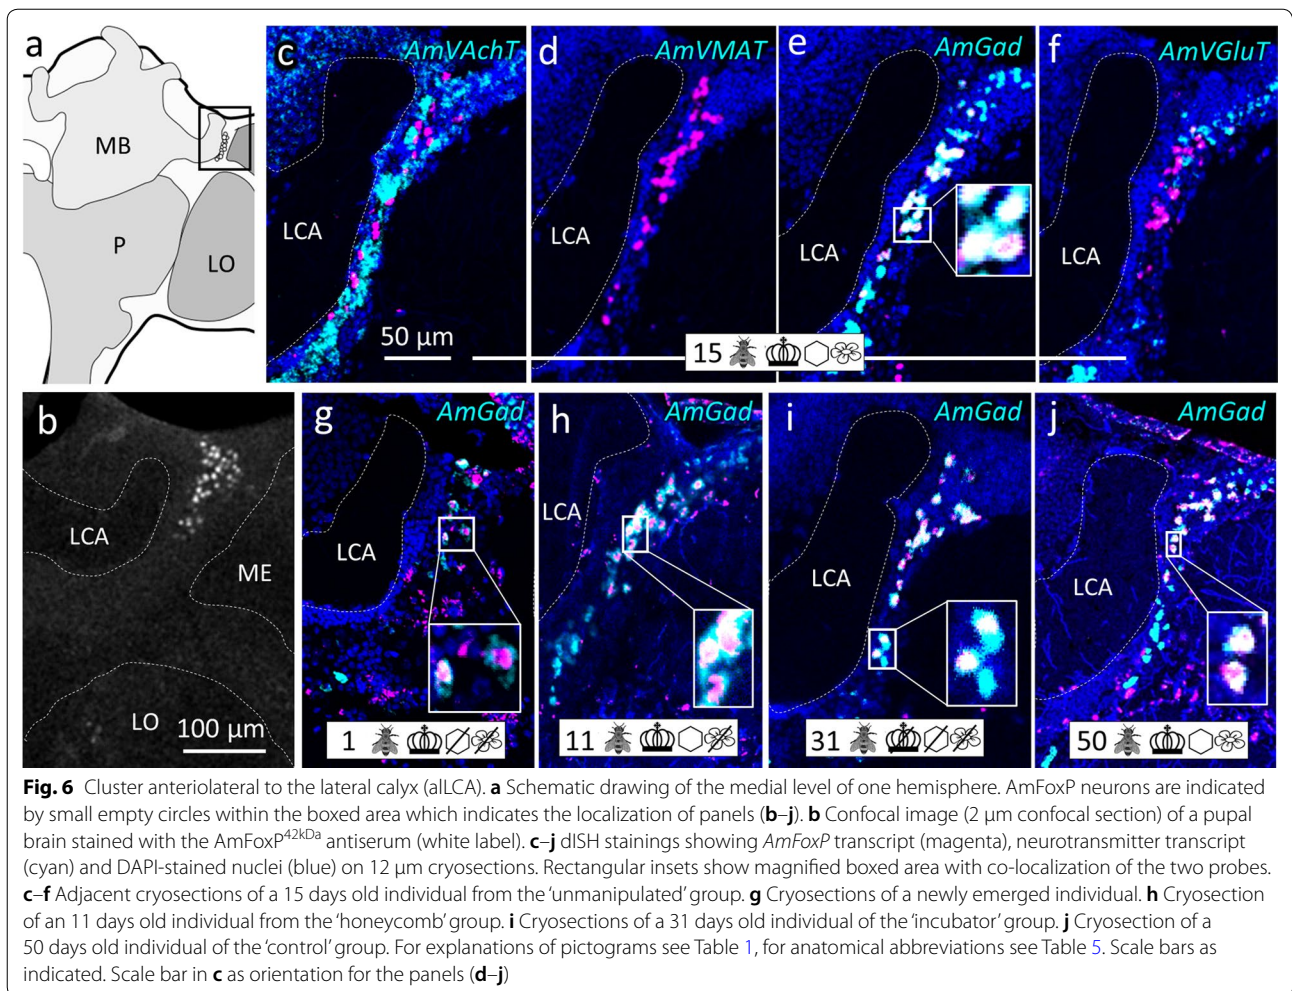 a
MB
P
LO
c
AmVAchT
LCA
50 µm
d
AmVMAT
LCA
e
AmGad
LCA
f
AmVGluT
LCA
15
b
LCA
ME
LO
100 µm
g
AmGad
LCA
1
h
AmGad
LCA
11
i
AmGad
LCA
31
j
AmGad
LCA
50
Fig. 6 Cluster anteriolateral to the lateral calyx (alLCA). a Schematic drawing of the medial level of one hemisphere. AmFoxP neurons are indicated
by small empty circles within the boxed area which indicates the localization of panels (b–j). b Confocal image (2 µm confocal section) of a pupal
brain stained with the AmFoxP42kDa antiserum (white label). c–j dISH stainings showing AmFoxP transcript (magenta), neurotransmitter transcript
(cyan) and DAPI-stained nuclei (blue) on 12 µm cryosections. Rectangular insets show magnified boxed area with co-localization of the two probes.
c–f Adjacent cryosections of a 15 days old individual from the ‘unmanipulated’ group. g Cryosections of a newly emerged individual. h Cryosection
of an 11 days old individual from the ‘honeycomb’ group. i Cryosections of a 31 days old individual of the ‘incubator’ group. j Cryosection of a
50 days old individual of the ‘control’ group. For explanations of pictograms see Table 1, for anatomical abbreviations see Table 5. Scale bars as
indicated. Scale bar in c as orientation for the panels (d–j)